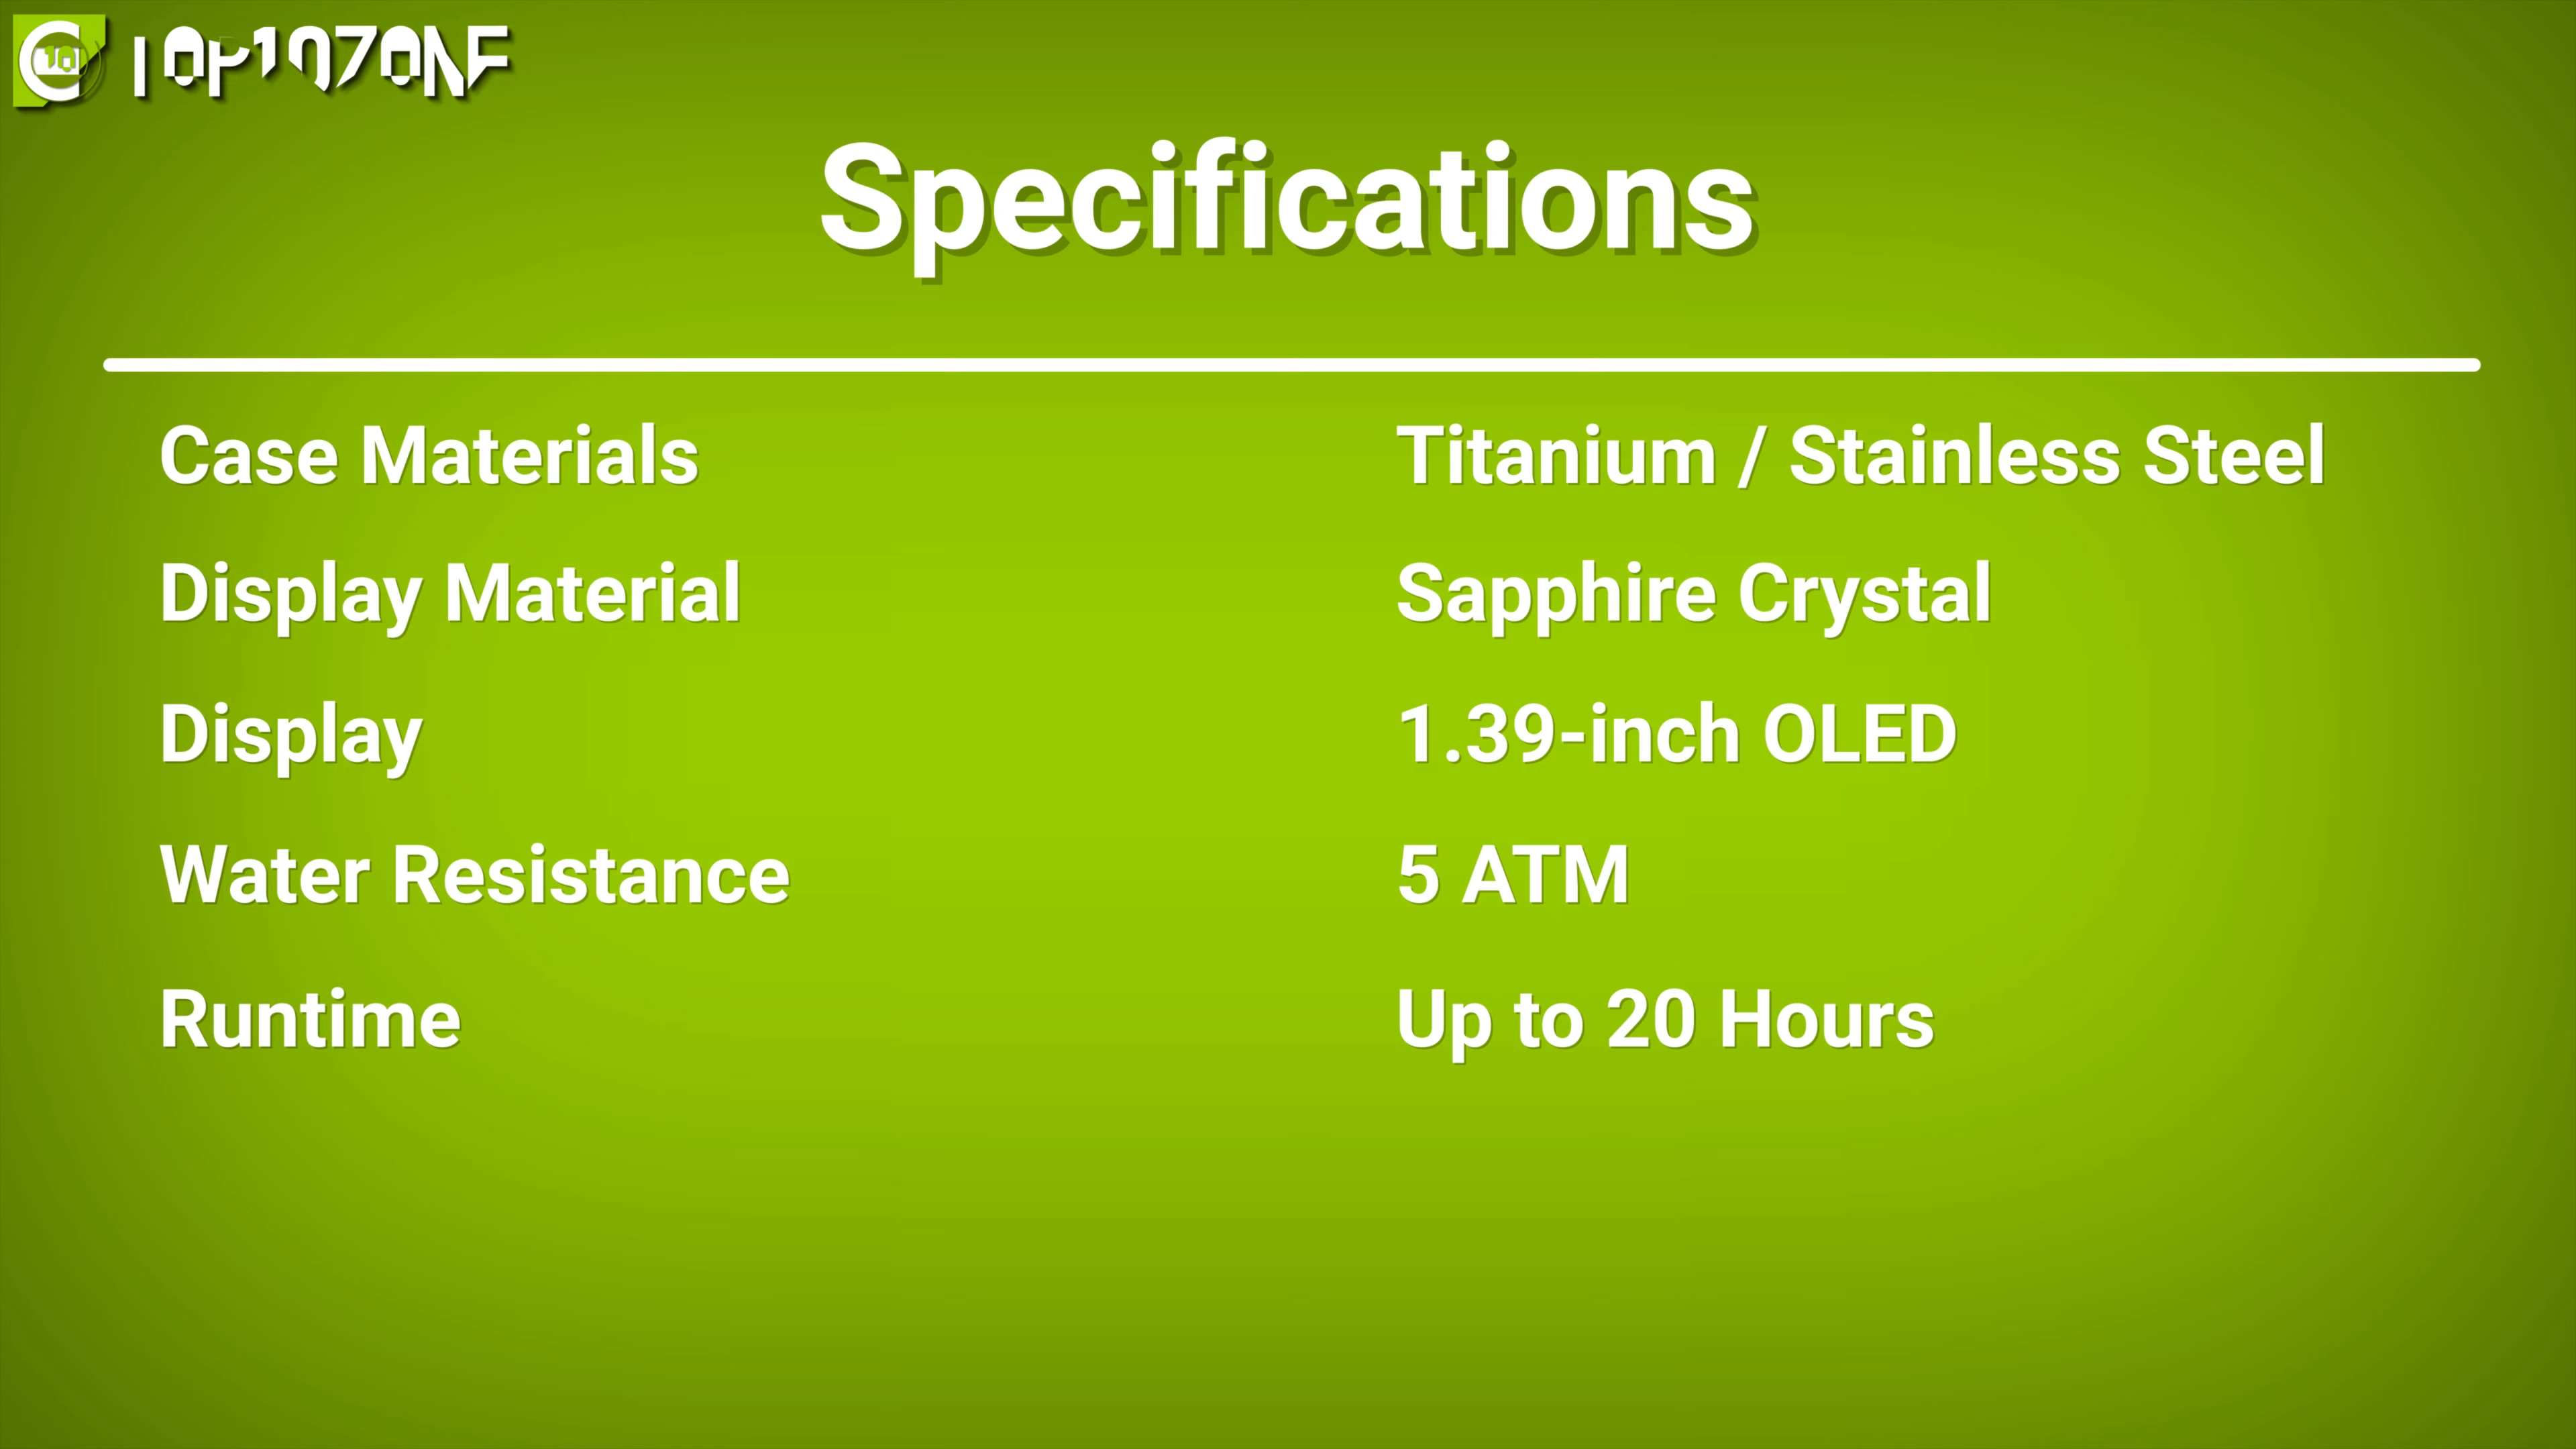 TOP10ZONE
Specifications
Case Materials Titanium / Stainless Steel
Display Material Sapphire Crystal
Display 1.39-inch OLED
Water Resistance 5 ATM
Runtime Up to 20 Hours